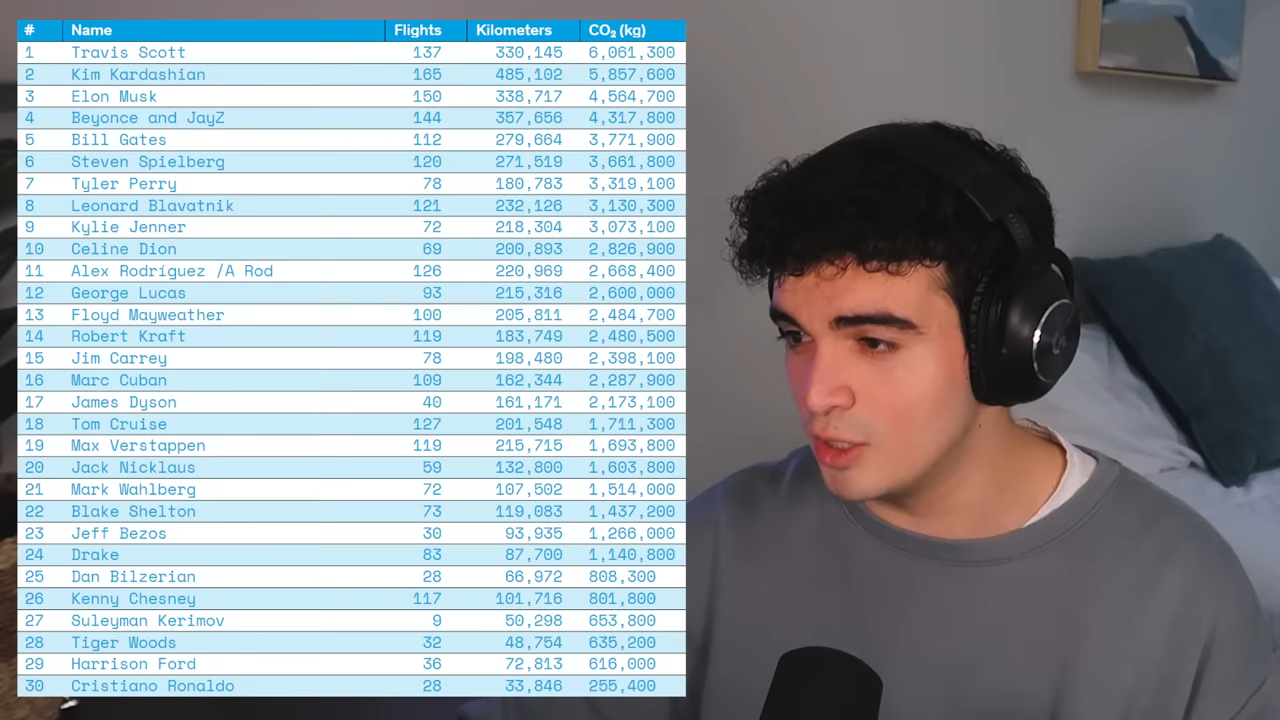 # Name Flights Kilometers CO₂ (kg)
1 Travis Scott 137 330,145 6,061,300
2 Kim Kardashian 165 485,102 5,857,600
3 Elon Musk 150 338,717 4,564,700
4 Beyonce and JayZ 144 357,656 4,317,800
5 Bill Gates 112 279,664 3,771,900
6 Steven Spielberg 120 271,519 3,661,800
7 Tyler Perry 78 180,783 3,319,100
8 Leonard Blavatnik 121 232,126 3,130,300
9 Kylie Jenner 72 218,304 3,073,100
10 Celine Dion 69 200,893 2,826,900
11 Alex Rodriguez /A Rod 126 220,969 2,668,400
12 George Lucas 93 215,316 2,600,000
13 Floyd Mayweather 100 205,811 2,484,700
14 Robert Kraft 119 183,749 2,480,500
15 Jim Carrey 78 198,480 2,398,100
16 Marc Cuban 109 162,344 2,287,900
17 James Dyson 40 161,171 2,173,100
18 Tom Cruise 127 201,548 1,711,300
19 Max Verstappen 119 215,715 1,693,800
20 Jack Nicklaus 59 132,800 1,603,800
21 Mark Wahlberg 72 107,502 1,514,000
22 Blake Shelton 73 119,083 1,437,200
23 Jeff Bezos 30 93,935 1,266,000
24 Drake 83 87,700 1,140,800
25 Dan Bilzerian 28 66,972 808,300
26 Kenny Chesney 117 101,716 801,800
27 Suleyman Kerimov 9 50,298 653,800
28 Tiger Woods 32 48,754 635,200
29 Harrison Ford 36 72,813 616,000
30 Cristiano Ronaldo 28 33,846 255,400